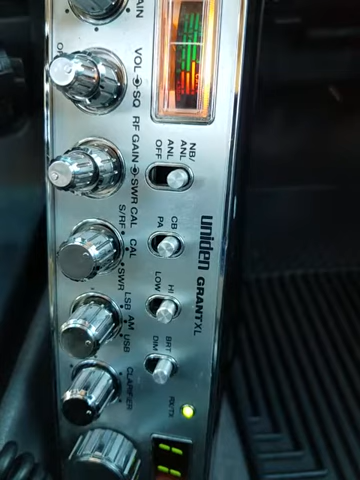 GAIN
VOL
SQ
RF GAIN
SWR CAL
S/RF
CAL
SWR
LSB
AM
USB
CLARIFIER
NB/
ANL
ANL
OFF
CB
PA
HI
LOW
BRT
DIM
RX/TX
uniden GRANT XL